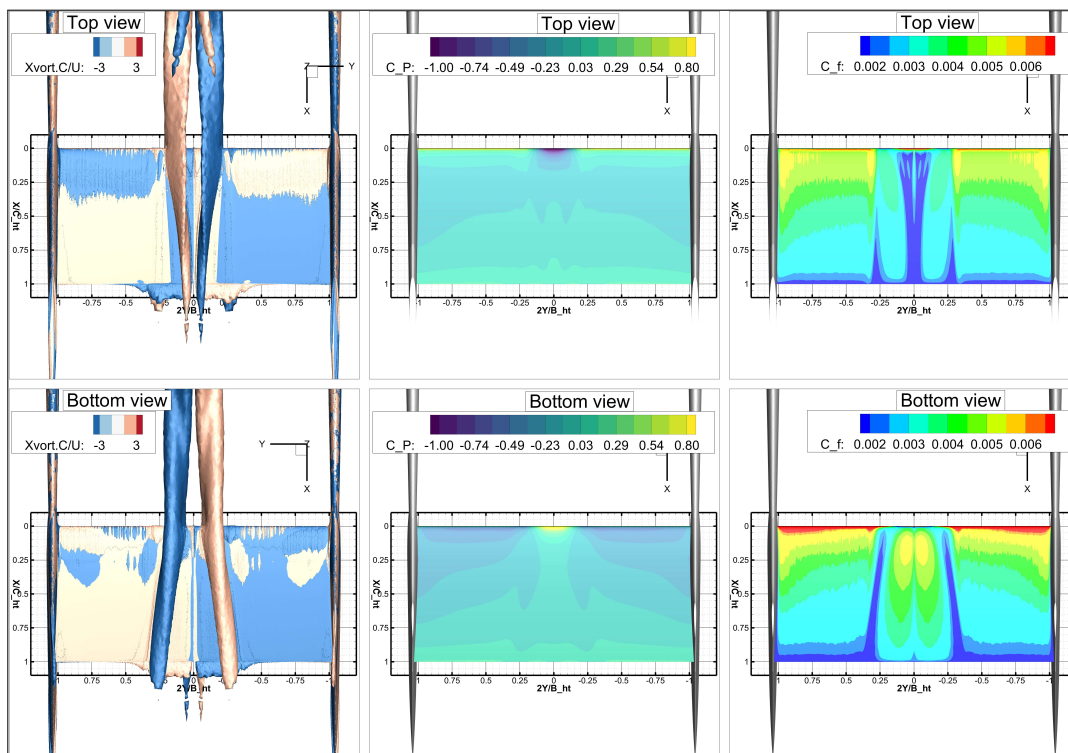 Top view
Xvort.C/U:
-3 3
Z Y
X
0
0.25
0.5
0.75
1
X/C_ht
-0.75 0.5 -0.25 0 0.25 0.75 1
2Y/B_ht
Top view
C_P: -1.00 -0.74 -0.49 -0.23 0.03 0.29 0.54 0.80
X
0
0.25
0.5
0.75
1
X/C_ht
1 -0.75 -0.5 -0.25 0 0.25 0.5 0.75 1
2Y/B_ht
Top view
C_f: 0.002 0.003 0.004 0.005 0.006
X
0
0.25
0.5
0.75
1
X/C_ht
1 -0.75 -0.5 -0.25 0 0.25 0.5 0.75 1
2Y/B_ht
Bottom view
Xvort.C/U:
-3 3
Y Z
X
0
0.25
0.5
0.75
1
X/C_ht
1 0.75 0.5 0 -0.25 0.5 -0.75 -1
2Y/B_ht
Bottom view
C_P: -1.00 -0.74 -0.49 -0.23 0.03 0.29 0.54 0.80
X
0
0.25
0.5
0.75
1
X/C_ht
1 0.75 0.5 0.25 0 -0.25 -0.5 -0.75 -1
2Y/B_ht
Bottom view
C_f: 0.002 0.003 0.004 0.005 0.006
X
0
0.25
0.5
0.75
1
X/C_ht
1 0.75 0.5 0.25 0 -0.25 -0.5 -0.75 -1
2Y/B_ht